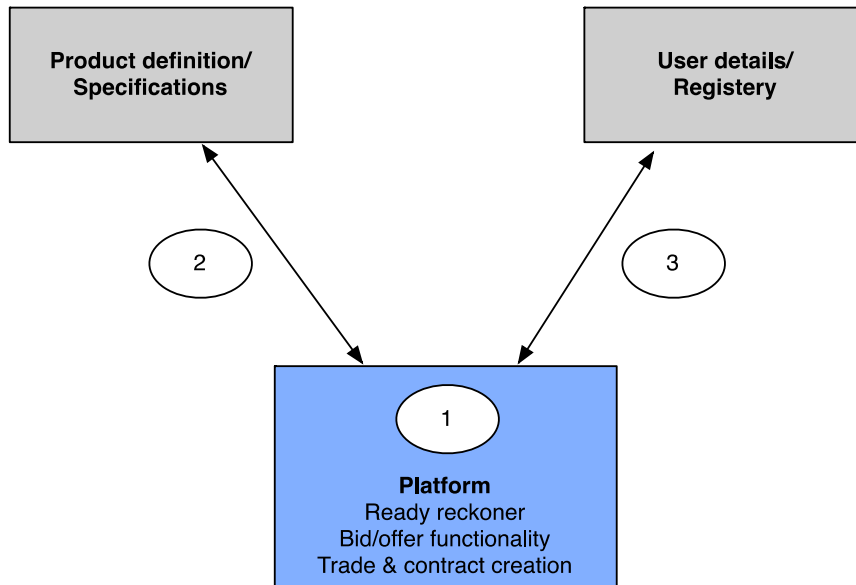 Product definition/
Specifications
User details/
Registery
2
3
1
Platform
Ready reckoner
Bid/offer functionality
Trade & contract creation